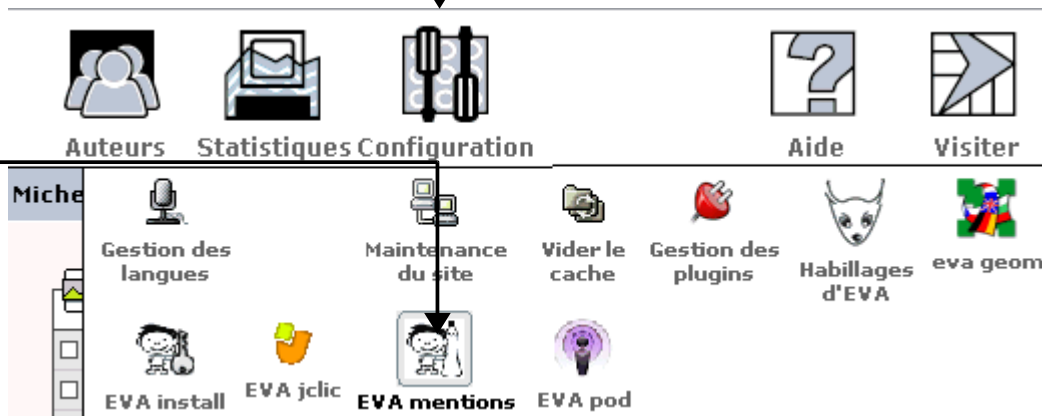 Auteurs Statistiques Configuration Aide Visiter
Miche
Gestion des
langues
Maintenance
du site
Vider le
cache
Gestion des
plugins
Habillages
d'EVA
eva geom
EVA install
EVA jclic
EVA mentions
EVA pod